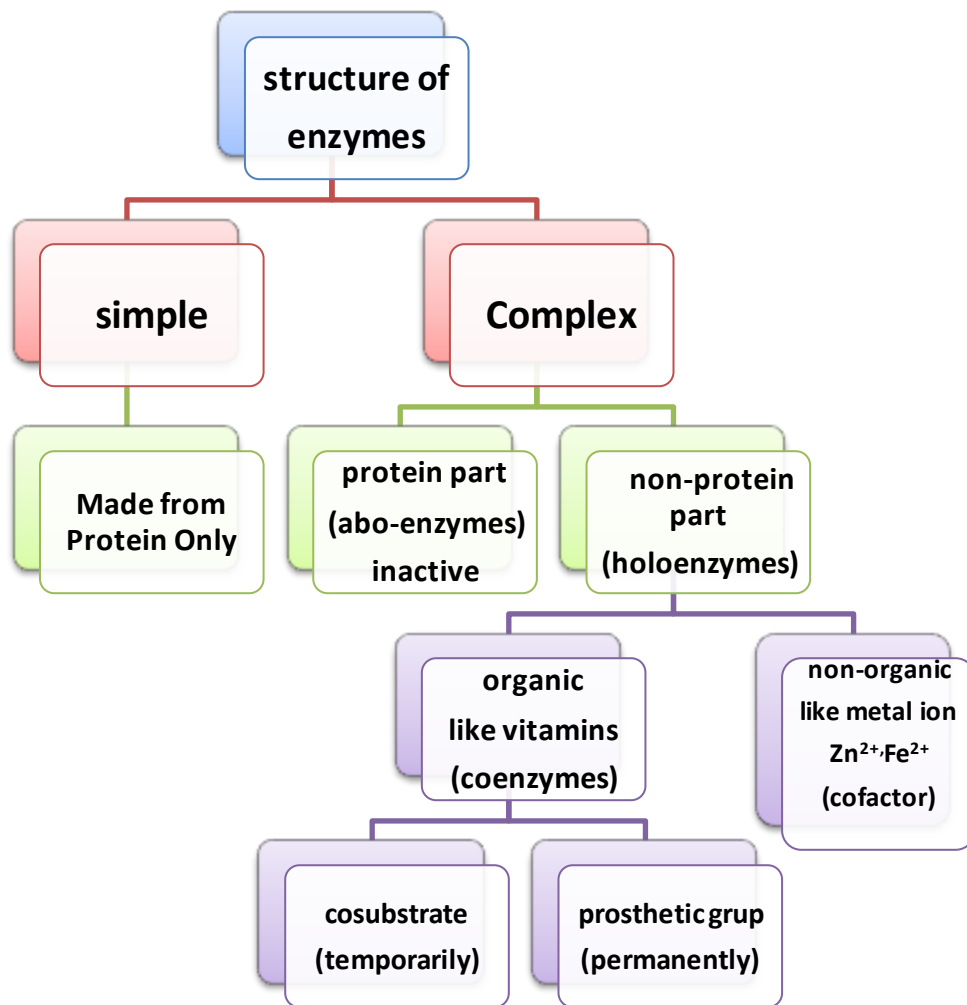 structure of
enzymes
simple
Complex
Made from
Protein Only
protein part
(abo-enzymes)
inactive
non-protein
part
(holoenzymes)
organic
like vitamins
(coenzymes)
non-organic
like metal ion
Zn²⁺,Fe²⁺
(cofactor)
cosubstrate
(temporarily)
prosthetic grup
(permanently)